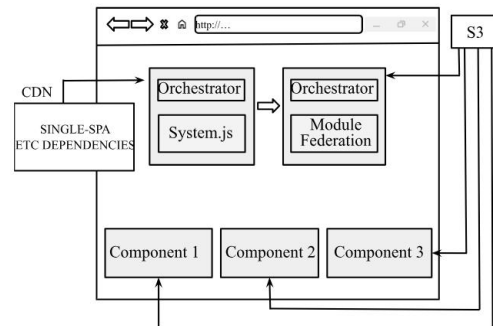 http://...
S3
CDN
SINGLE-SPA
ETC DEPENDENCIES
Orchestrator
System.js
Orchestrator
Module
Federation
Component 1
Component 2
Component 3